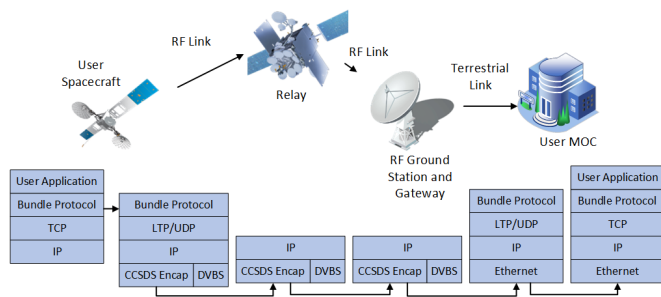 User
Spacecraft
RF Link
Relay
RF Link
Terrestrial
Link
RF Ground
Station and
Gateway
User MOC
User Application
Bundle Protocol
TCP
IP
Bundle Protocol
LTP/UDP
IP
CCSDS Encap
DVBS
IP
CCSDS Encap
DVBS
IP
CCSDS Encap
DVBS
Bundle Protocol
LTP/UDP
IP
Ethernet
User Application
Bundle Protocol
TCP
IP
Ethernet